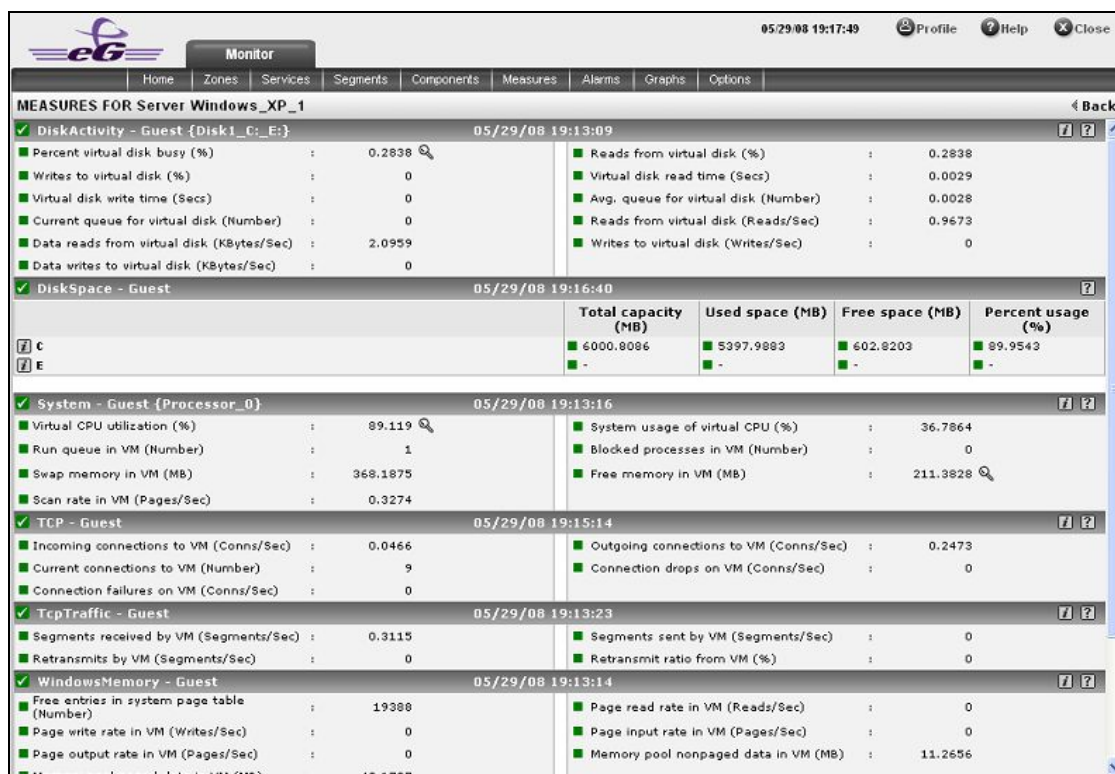 05/29/08 19:17:49 Profile ? Help X Close
eG
Monitor
Home Zones Services Segments Components Measures Alarms Graphs Options
MEASURES FOR Server Windows_XP_1 Back
DiskActivity - Guest {Disk1_C:_E:} 05/29/08 19:13:09 i ?
Percent virtual disk busy (%) : 0.2838 Reads from virtual disk (%) : 0.2838
Writes to virtual disk (%) : 0 Virtual disk read time (Secs) : 0.0029
Virtual disk write time (Secs) : 0 Avg. queue for virtual disk (Number) : 0.0028
Current queue for virtual disk (Number) : 0 Reads from virtual disk (Reads/Sec) : 0.9673
Data reads from virtual disk (KBytes/Sec) : 2.0959 Writes to virtual disk (Writes/Sec) : 0
Data writes to virtual disk (KBytes/Sec) : 0
DiskSpace - Guest 05/29/08 19:16:40 ?
Total capacity (MB) Used space (MB) Free space (MB) Percent usage (%)
i C 6000.8086 5397.9883 602.8203 89.9543
i E - - - -
System - Guest {Processor_0} 05/29/08 19:13:16 i ?
Virtual CPU utilization (%) : 89.119 System usage of virtual CPU (%) : 36.7864
Run queue in VM (Number) : 1 Blocked processes in VM (Number) : 0
Swap memory in VM (MB) : 368.1875 Free memory in VM (MB) : 211.3828
Scan rate in VM (Pages/Sec) : 0.3274
TCP - Guest 05/29/08 19:15:14 i ?
Incoming connections to VM (Conns/Sec) : 0.0466 Outgoing connections to VM (Conns/Sec) : 0.2473
Current connections to VM (Number) : 9 Connection drops on VM (Conns/Sec) : 0
Connection failures on VM (Conns/Sec) : 0
TcpTraffic - Guest 05/29/08 19:13:23 i ?
Segments received by VM (Segments/Sec) : 0.3115 Segments sent by VM (Segments/Sec) : 0
Retransmits by VM (Segments/Sec) : 0 Retransmit ratio from VM (%) : 0
WindowsMemory - Guest 05/29/08 19:13:14 i ?
Free entries in system page table (Number) : 19388 Page read rate in VM (Reads/Sec) : 0
Page write rate in VM (Writes/Sec) : 0 Page input rate in VM (Pages/Sec) : 0
Page output rate in VM (Pages/Sec) : 0 Memory pool nonpaged data in VM (MB) : 11.2656